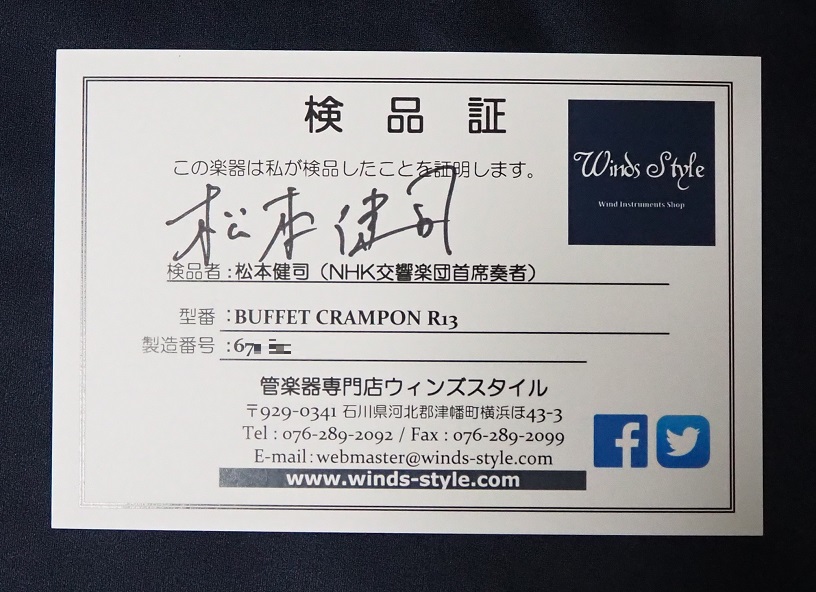 検品証
Winds Style
Wind Instruments Shop
この楽器は私が検品したことを証明します。
松本健司
検品者：松本健司（NHK交響楽団首席奏者）
型番：BUFFET CRAMPON R13
製造番号：67
管楽器専門店ウィンズスタイル
〒929-0341 石川県河北郡津幡町横浜ほ43-3
Tel : 076-289-2092 / Fax : 076-289-2099
E-mail : webmaster@winds-style.com
www.winds-style.com